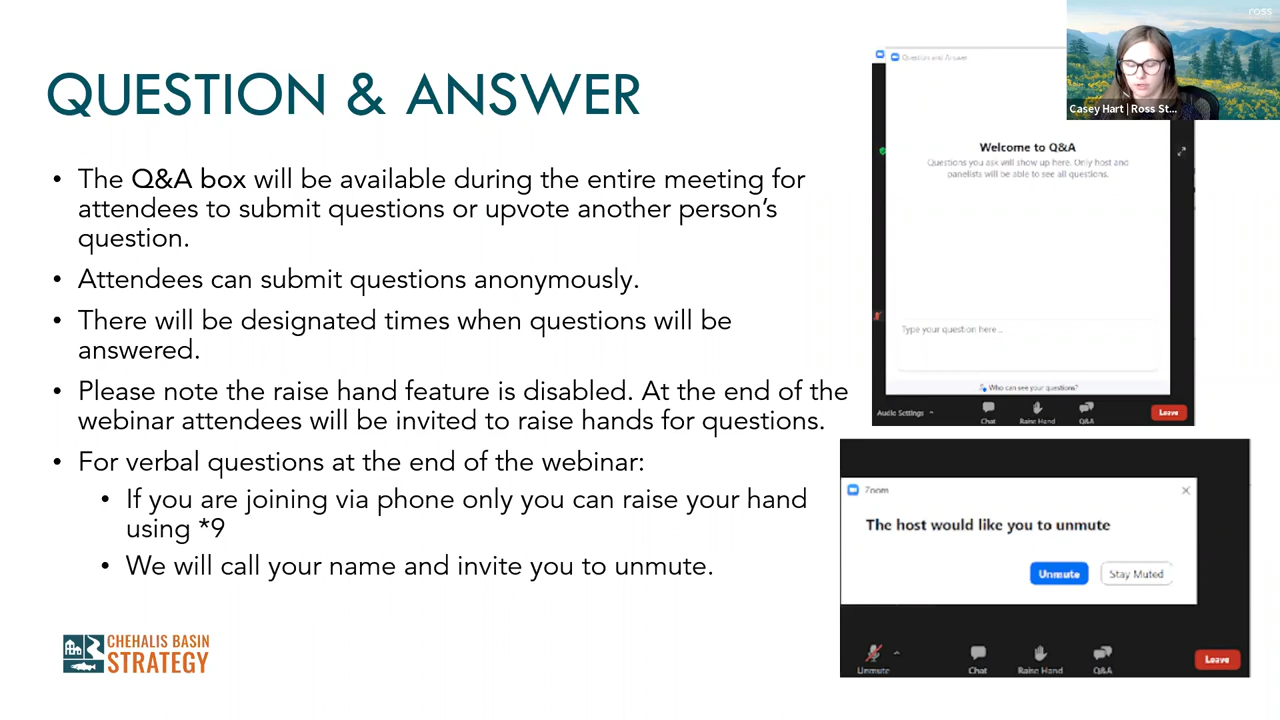 QUESTION & ANSWER
• The Q&A box will be available during the entire meeting for
attendees to submit questions or upvote another person's
question.
• Attendees can submit questions anonymously.
• There will be designated times when questions will be
answered.
• Please note the raise hand feature is disabled. At the end of the
webinar attendees will be invited to raise hands for questions.
• For verbal questions at the end of the webinar:
• If you are joining via phone only you can raise your hand
using *9
• We will call your name and invite you to unmute.
CHEHALIS BASIN
STRATEGY
Question and Answer
Welcome to Q&A
Questions you ask will show up here. Only host and
panelists will be able to see all questions.
Type your question here...
Who can see your questions?
Audio Settings
Chat
Raise Hand
Q&A
Leave
ross
Casey Hart | Ross St...
Zoom
The host would like you to unmute
Unmute
Stay Muted
Unmute
Chat
Raise Hand
Q&A
Leave